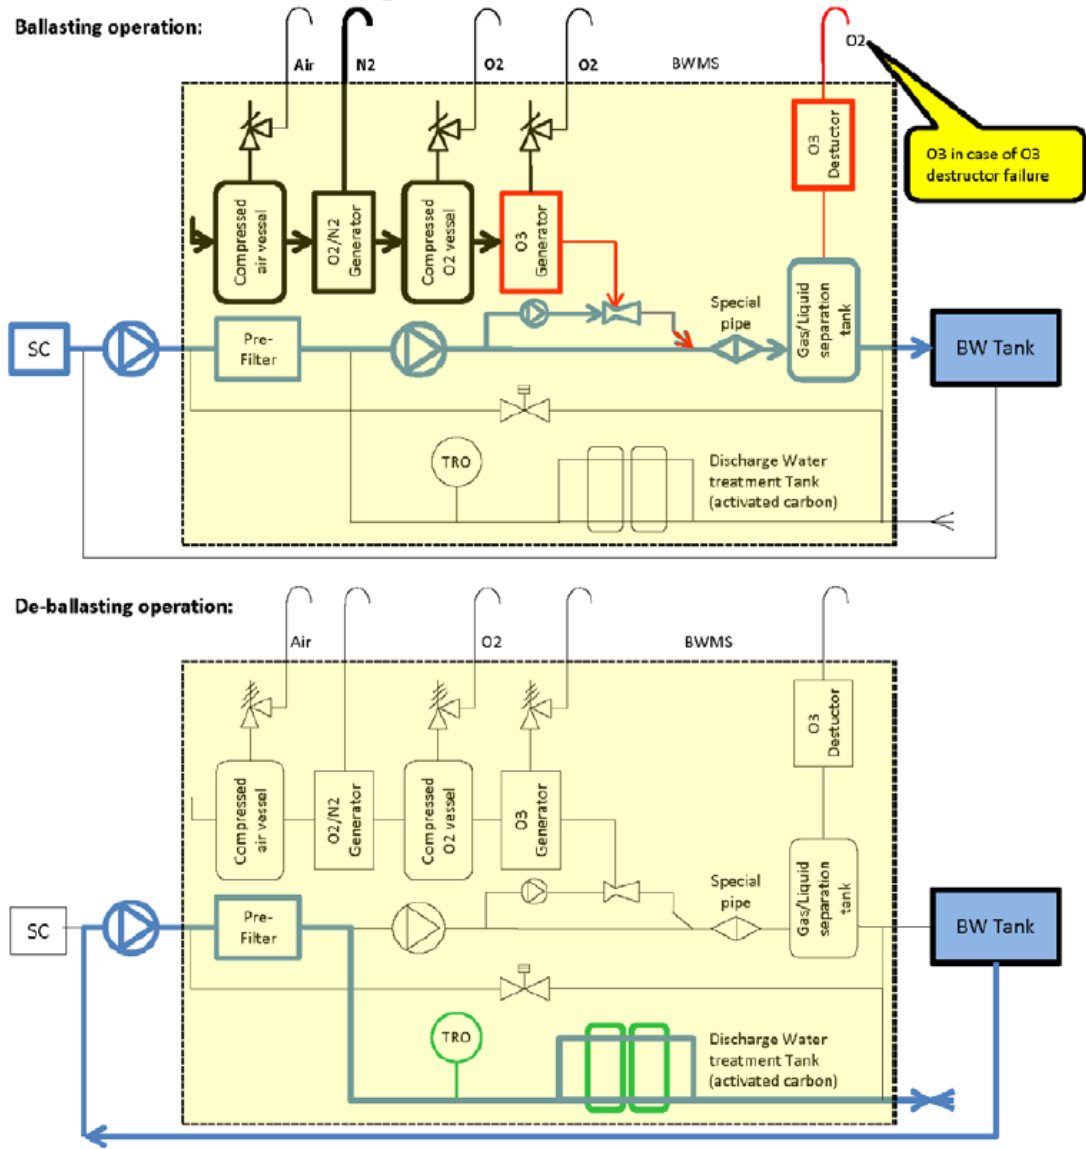 Ballasting operation:
Air
N2
O2
O2
BWMS
O2
O3 in case of O3
destructor failure
O3
Destuctor
Compressed
air vessel
O2/N2
Generator
Compressed
O2 vessel
O3
Generator
Gas/Liquid
separation
tank
Special
pipe
SC
Pre-
Filter
BW Tank
TRO
Discharge Water
treatment Tank
(activated carbon)
De-ballasting operation:
Air
O2
BWMS
O3
Destuctor
Compressed
air vessel
O2/N2
Generator
Compressed
O2 vessel
O3
Generator
Gas/Liquid
separation
tank
Special
pipe
SC
Pre-
Filter
BW Tank
TRO
Discharge Water
treatment Tank
(activated carbon)